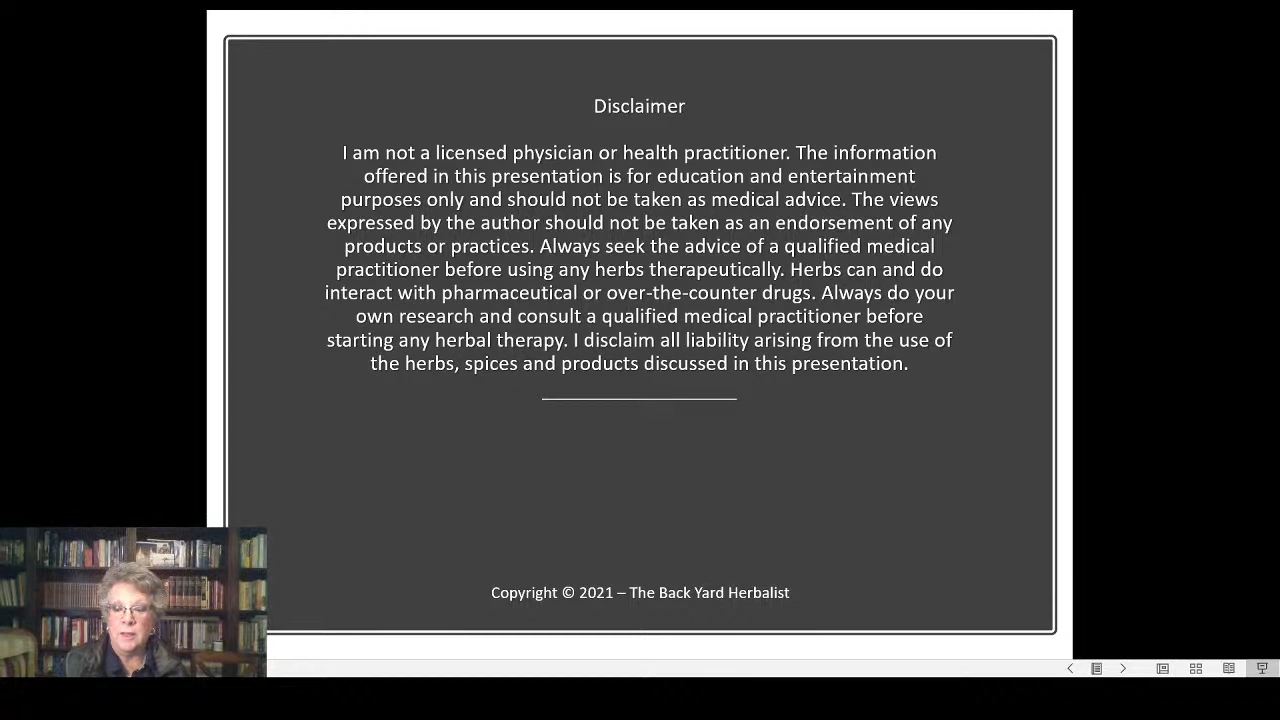 Disclaimer
I am not a licensed physician or health practitioner. The information
offered in this presentation is for education and entertainment
purposes only and should not be taken as medical advice. The views
expressed by the author should not be taken as an endorsement of any
products or practices. Always seek the advice of a qualified medical
practitioner before using any herbs therapeutically. Herbs can and do
interact with pharmaceutical or over-the-counter drugs. Always do your
own research and consult a qualified medical practitioner before
starting any herbal therapy. I disclaim all liability arising from the use of
the herbs, spices and products discussed in this presentation.
Copyright © 2021 – The Back Yard Herbalist